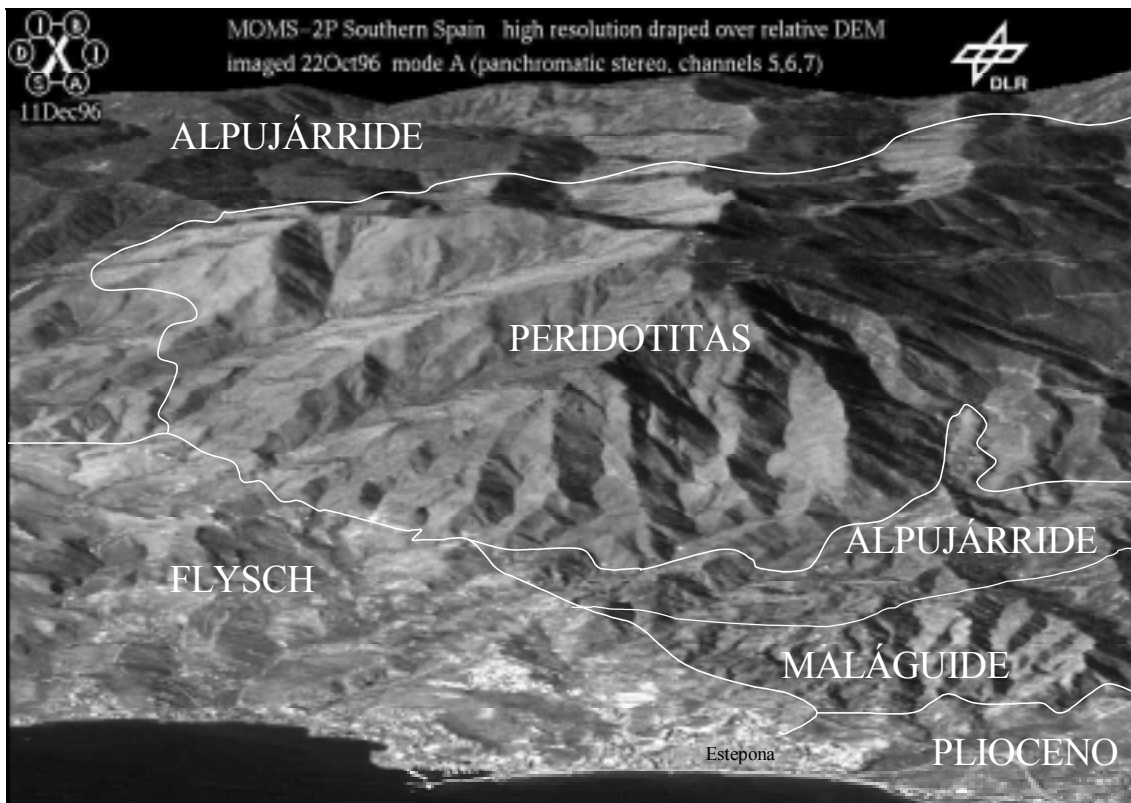 MOMS-2P Southern Spain high resolution draped over relative DEM
imaged 22Oct96 mode A (panchromatic stereo, channels 5,6,7)
I B
D X I
S A
11Dec96
DLR
ALPUJÁRRIDE
PERIDOTITAS
ALPUJÁRRIDE
FLYSCH
MALÁGUIDE
PLIOCENO
Estepona